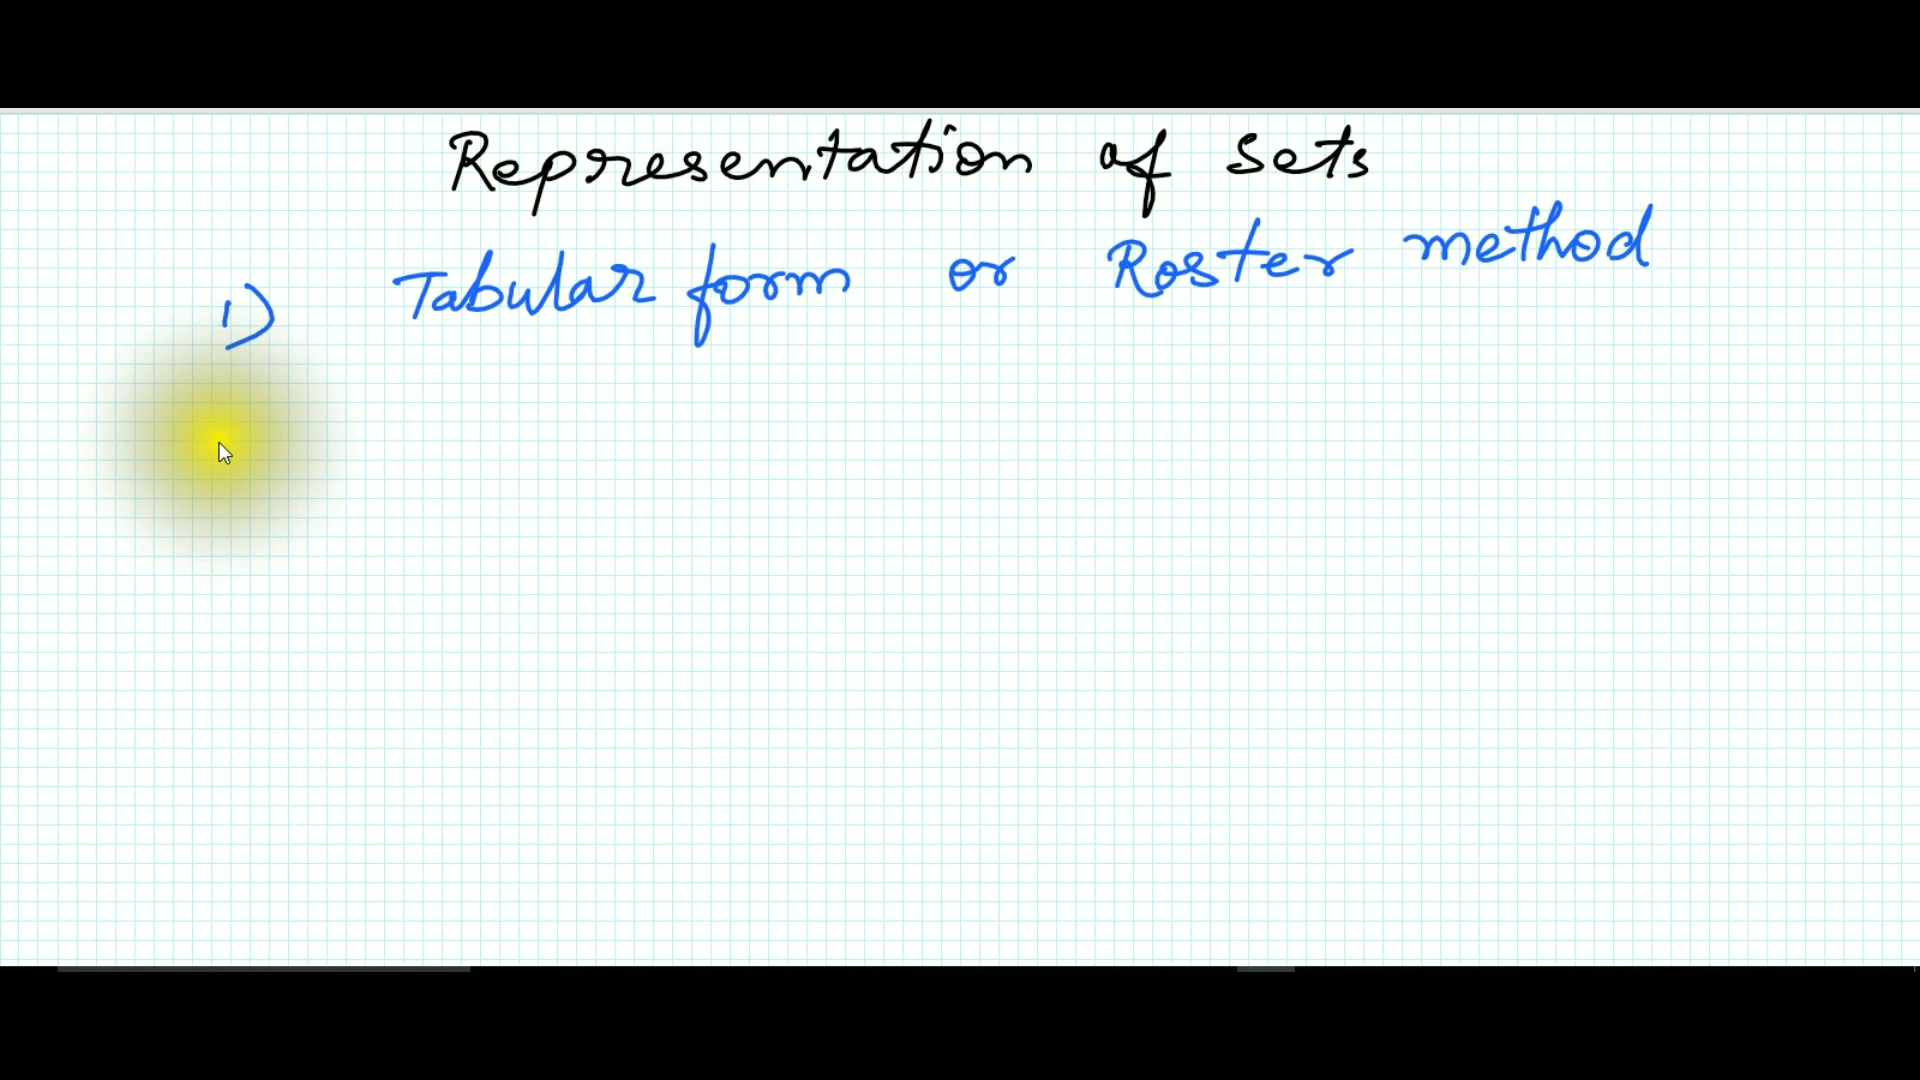 Representation of sets
1) Tabular form or Roster method